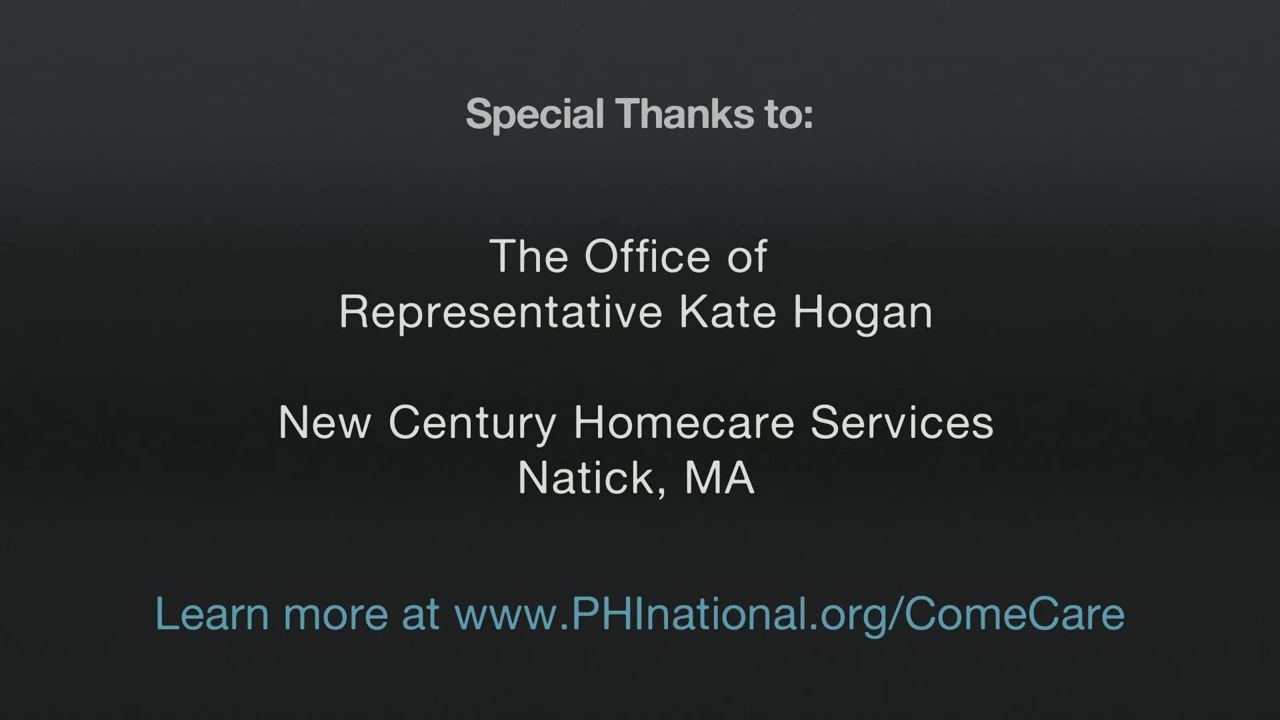 Special Thanks to:
The Office of
Representative Kate Hogan
New Century Homecare Services
Natick, MA
Learn more at www.PHInational.org/ComeCare